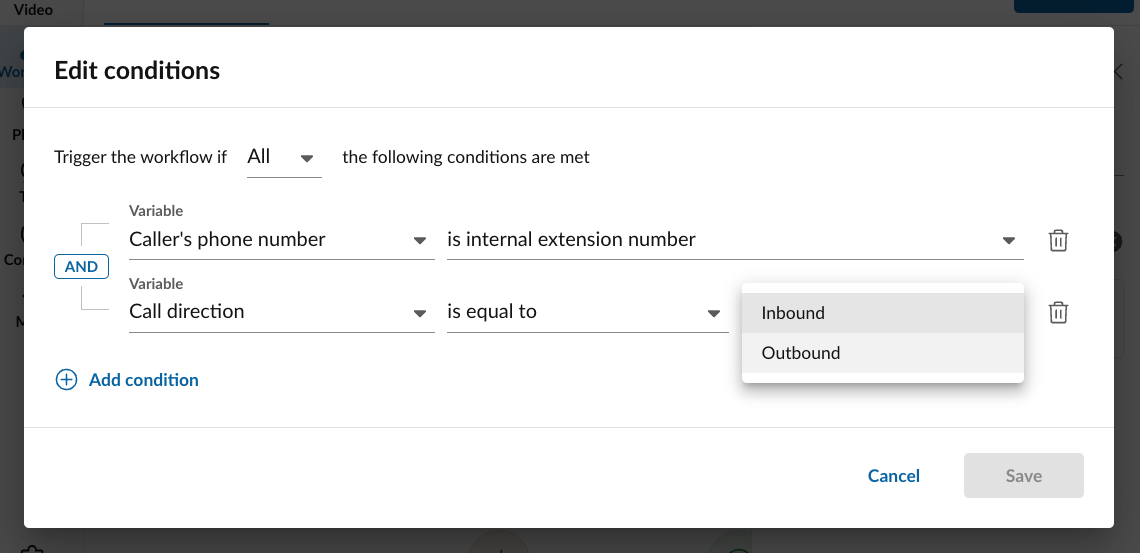 Video
Edit conditions
Trigger the workflow if All the following conditions are met
Variable
Caller's phone number is internal extension number
AND
Variable
Call direction is equal to
Inbound
Outbound
Add condition
Cancel Save